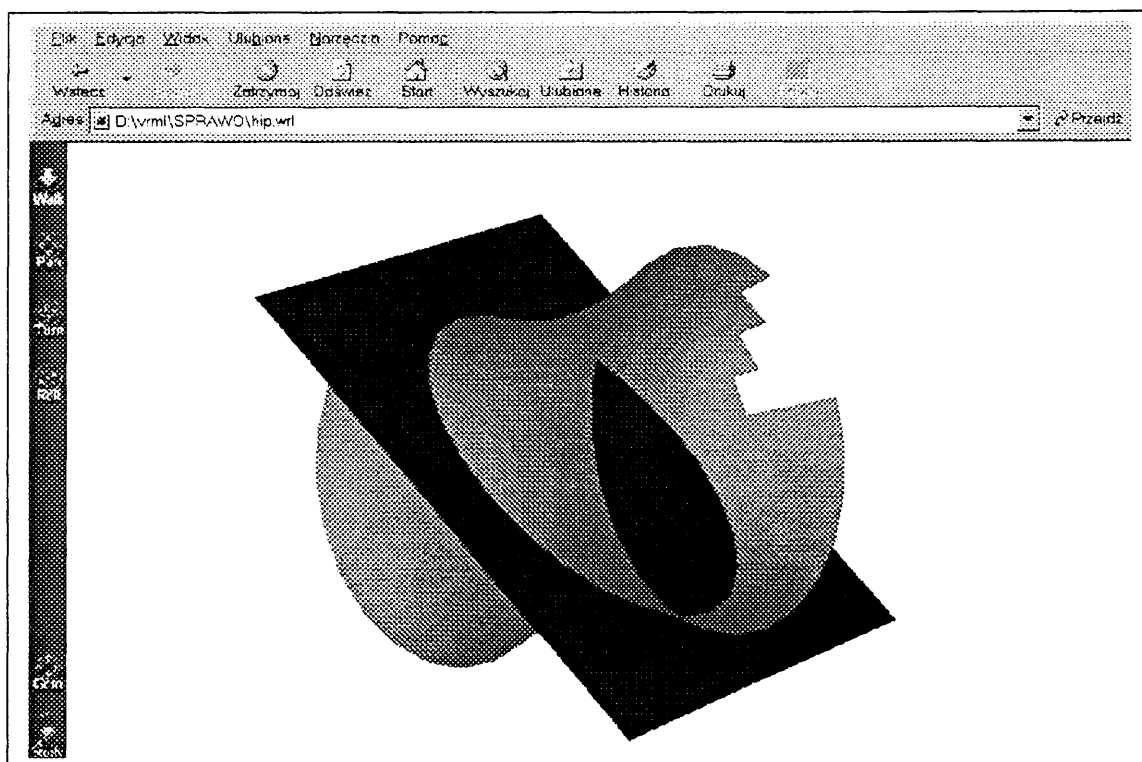 Plik Edycja Widok Ulubione Narzędzia Pomoc
Wstecz Zatrzymaj Odśwież Start Wyszukaj Ulubione Historia Drukuj
Adres D:\vrml\SPRAWO\hip.wrl Przejdź
Walk
Pan
Turn
Roll
Goto